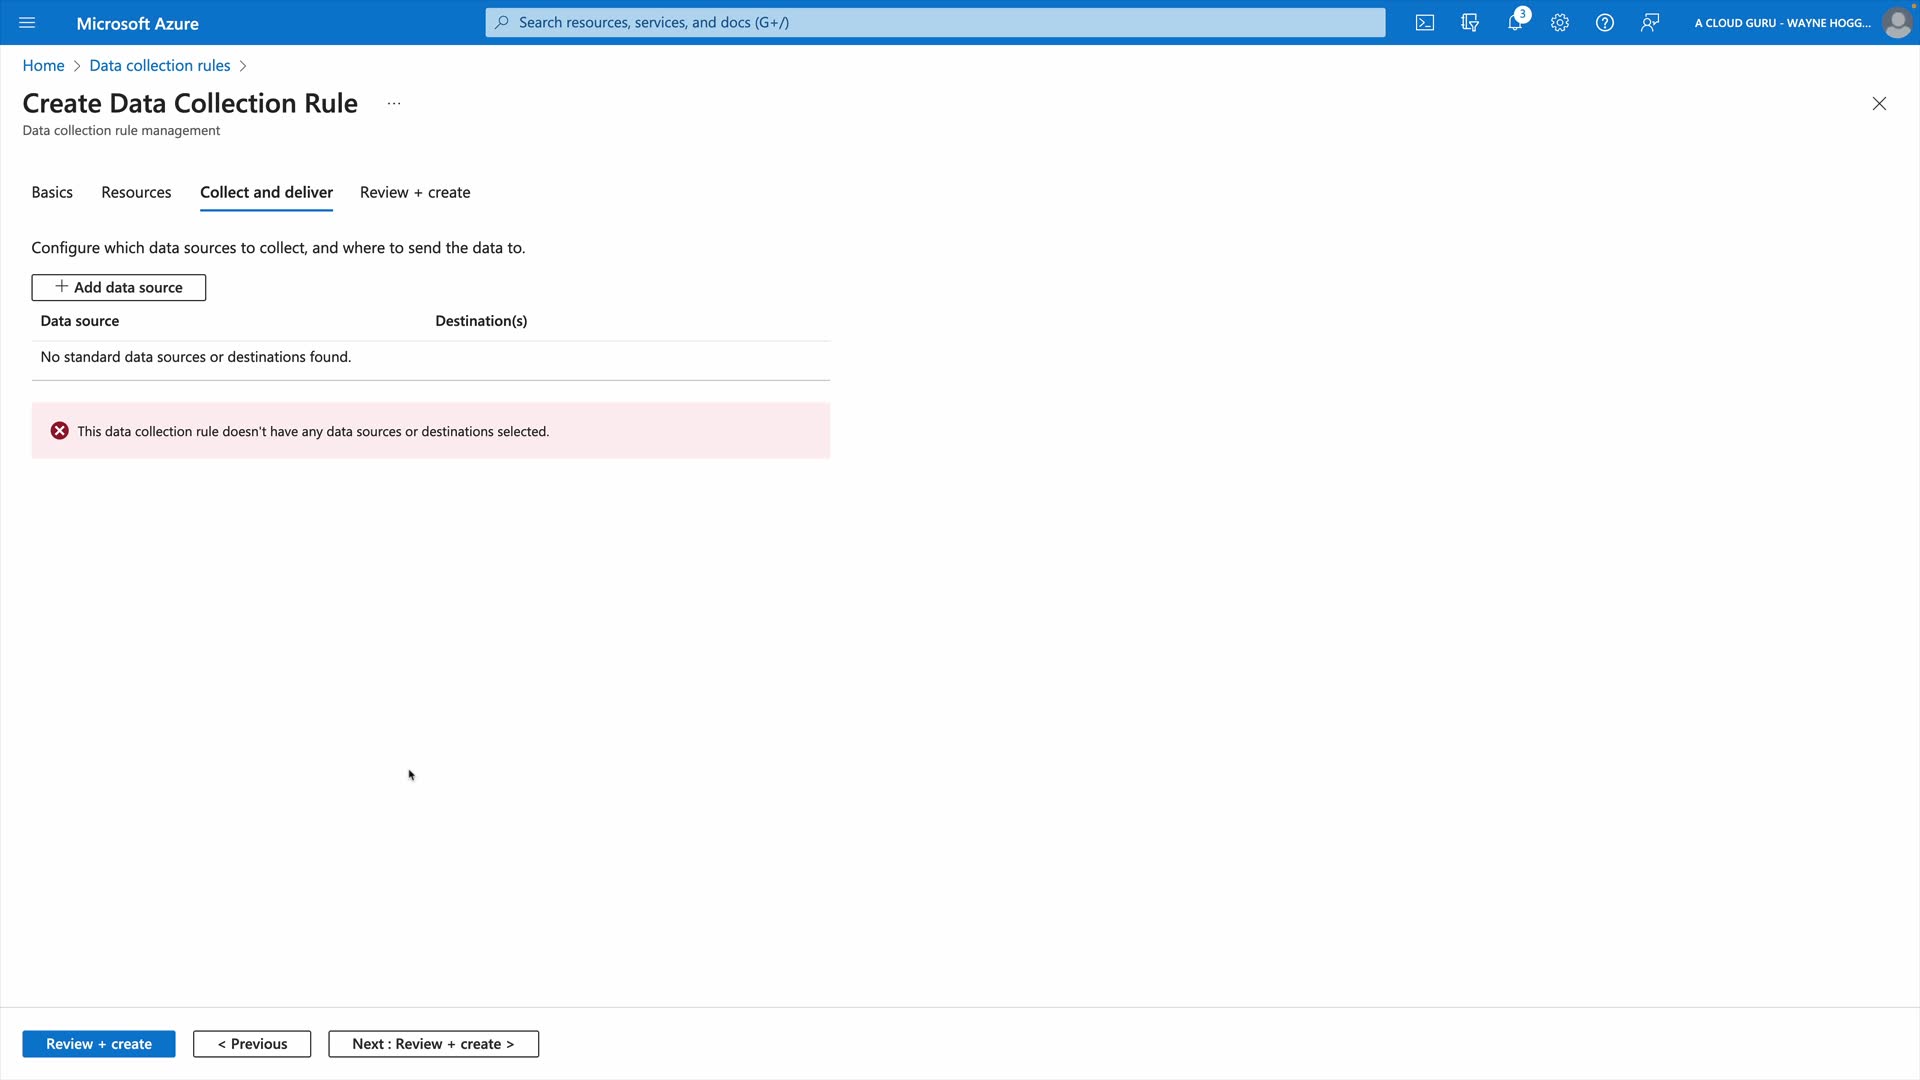 Microsoft Azure
Search resources, services, and docs (G+/)
3
A CLOUD GURU - WAYNE HOGG...
Home > Data collection rules >
Create Data Collection Rule ...
Data collection rule management
Basics Resources Collect and deliver Review + create
Configure which data sources to collect, and where to send the data to.
+ Add data source
Data source Destination(s)
No standard data sources or destinations found.
This data collection rule doesn't have any data sources or destinations selected.
Review + create < Previous Next : Review + create >